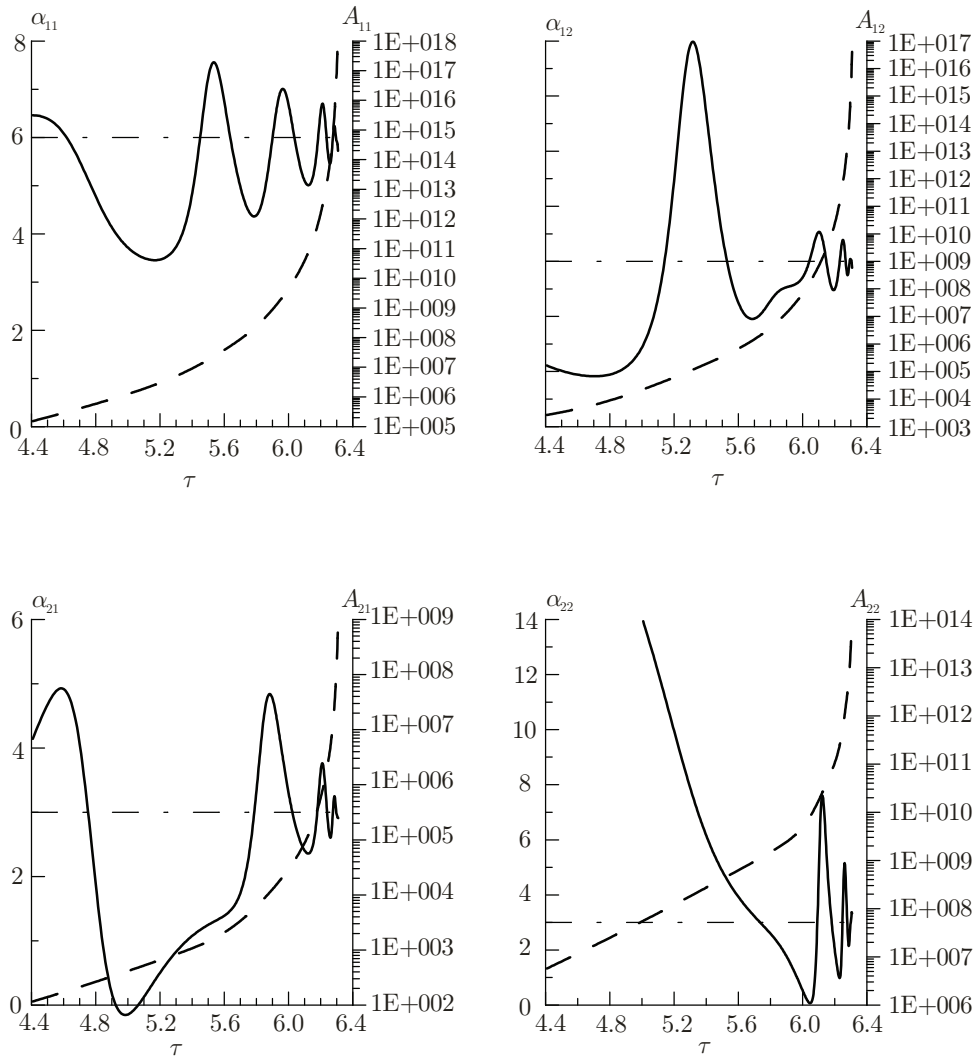 α₁₁ A₁₁
8 1E+018
1E+017
1E+016
6 1E+015
1E+014
1E+013
4 1E+012
1E+011
1E+010
2 1E+009
1E+008
1E+007
1E+006
0 1E+005
4.4 4.8 5.2 5.6 6.0 6.4
τ
α₁₂ A₁₂
1E+017
1E+016
1E+015
1E+014
1E+013
1E+012
1E+011
1E+010
1E+009
1E+008
1E+007
1E+006
1E+005
1E+004
1E+003
4.4 4.8 5.2 5.6 6.0 6.4
τ
α₂₁ A₂₁
6 1E+009
1E+008
4 1E+007
1E+006
2 1E+005
1E+004
1E+003
0 1E+002
4.4 4.8 5.2 5.6 6.0 6.4
τ
α₂₂ A₂₂
14 1E+014
12 1E+013
1E+012
10 1E+011
8 1E+010
6 1E+009
4 1E+008
2 1E+007
0 1E+006
4.4 4.8 5.2 5.6 6.0 6.4
τ